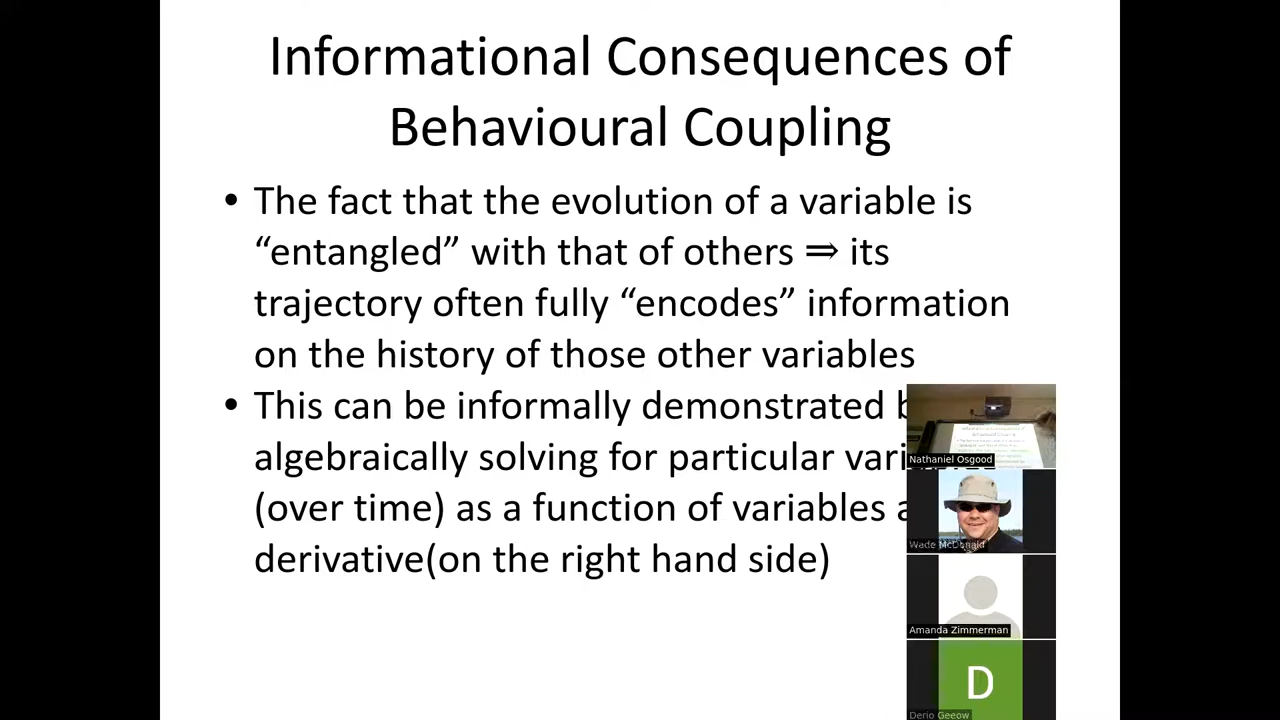 Informational Consequences of
Behavioural Coupling
• The fact that the evolution of a variable is
“entangled” with that of others ⇒ its
trajectory often fully “encodes” information
on the history of those other variables
• This can be informally demonstrated
algebraically solving for particular
(over time) as a function of variables
derivative(on the right hand side)
Nathaniel Osgood
Wade McDonald
Amanda Zimmerman
D
Derio Geeow